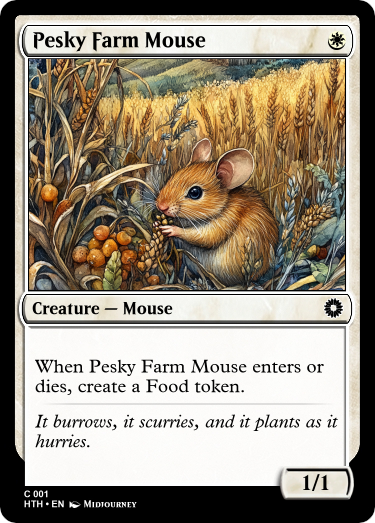 Pesky Farm Mouse
Creature — Mouse
When Pesky Farm Mouse enters or
dies, create a Food token.
It burrows, it scurries, and it plants as it
hurries.
1/1
C 001
HTH • EN Midjourney